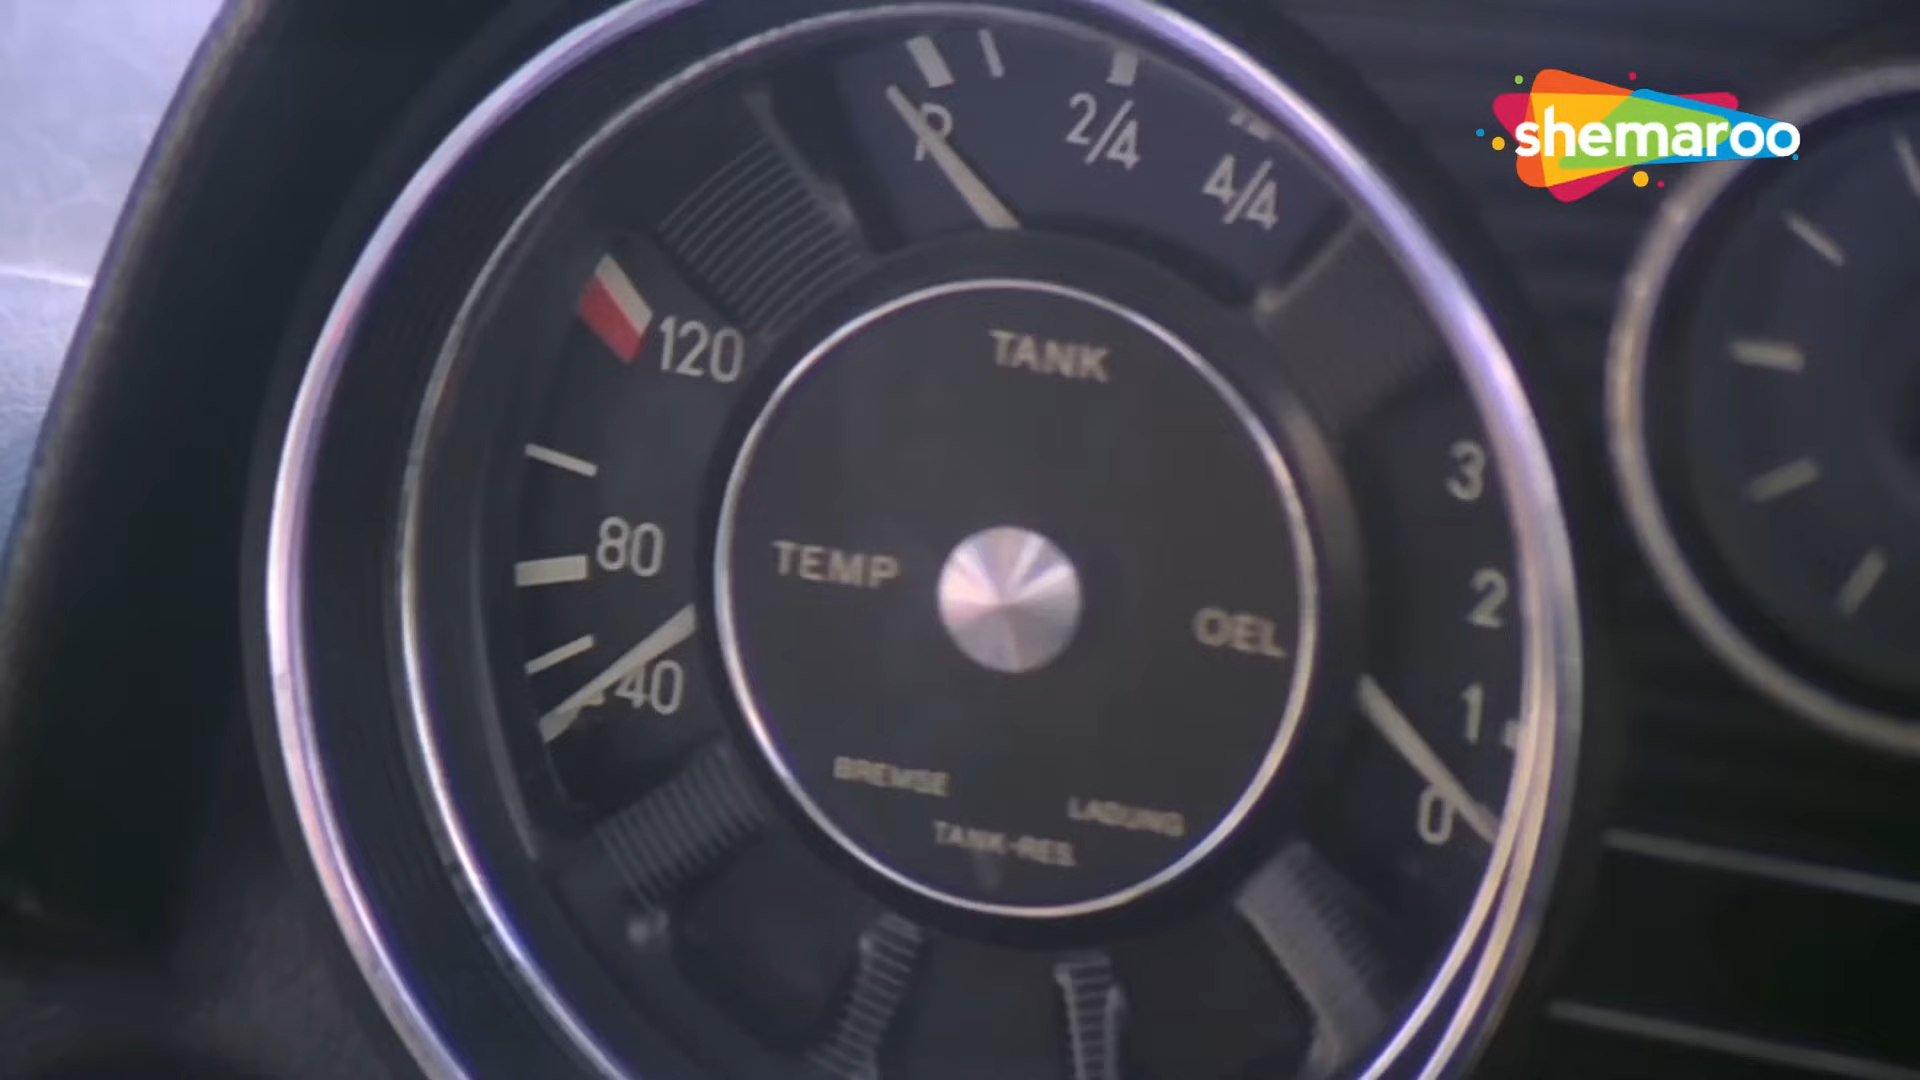 R 2/4 4/4
shemaroo
120
80
40
TANK
TEMP
OEL
3
2
1
0
BREMSE
LADUNG
TANK-RES.